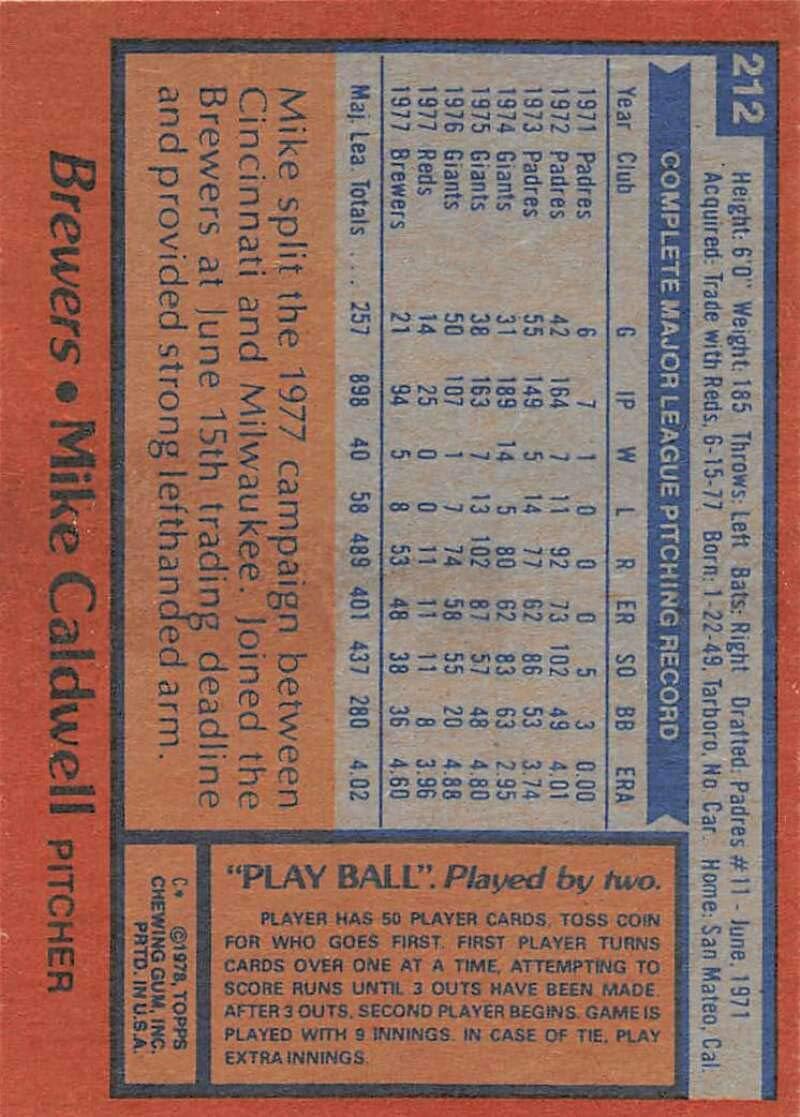 212
Height: 6'0" Weight: 185 Throws: Left Bats: Right Drafted: Padres #11 - June, 1971
Acquired: Trade with Reds, 6-15-77 Born: 1-22-49, Tarboro, No. Car. Home: San Mateo, Cal.
COMPLETE MAJOR LEAGUE PITCHING RECORD
Year Club G IP W L R ER SO BB ERA
1971 Padres 6 7 1 0 0 0 5 3 0.00
1972 Padres 42 164 7 11 92 73 102 49 4.01
1973 Padres 55 149 5 14 77 62 86 53 3.74
1974 Giants 31 189 14 5 80 62 83 63 2.95
1975 Giants 38 163 7 13 102 87 57 48 4.80
1976 Giants 50 107 1 7 74 58 55 20 4.88
1977 Reds 14 25 0 0 11 11 11 8 3.96
1977 Brewers 21 94 5 8 53 48 38 36 4.60
Maj. Lea. Totals ... 257 898 40 58 489 401 437 280 4.02
Mike split the 1977 campaign between
Cincinnati and Milwaukee. Joined the
Brewers at June 15th trading deadline
and provided strong lefthanded arm.
Brewers • Mike Caldwell PITCHER
"PLAY BALL". Played by two.
PLAYER HAS 50 PLAYER CARDS. TOSS COIN
FOR WHO GOES FIRST. FIRST PLAYER TURNS
CARDS OVER ONE AT A TIME, ATTEMPTING TO
SCORE RUNS UNTIL 3 OUTS HAVE BEEN MADE.
AFTER 3 OUTS, SECOND PLAYER BEGINS. GAME IS
PLAYED WITH 9 INNINGS. IN CASE OF TIE, PLAY
EXTRA INNINGS.
C* ©1978, TOPPS
CHEWING GUM, INC.
PRTD. IN U.S.A.